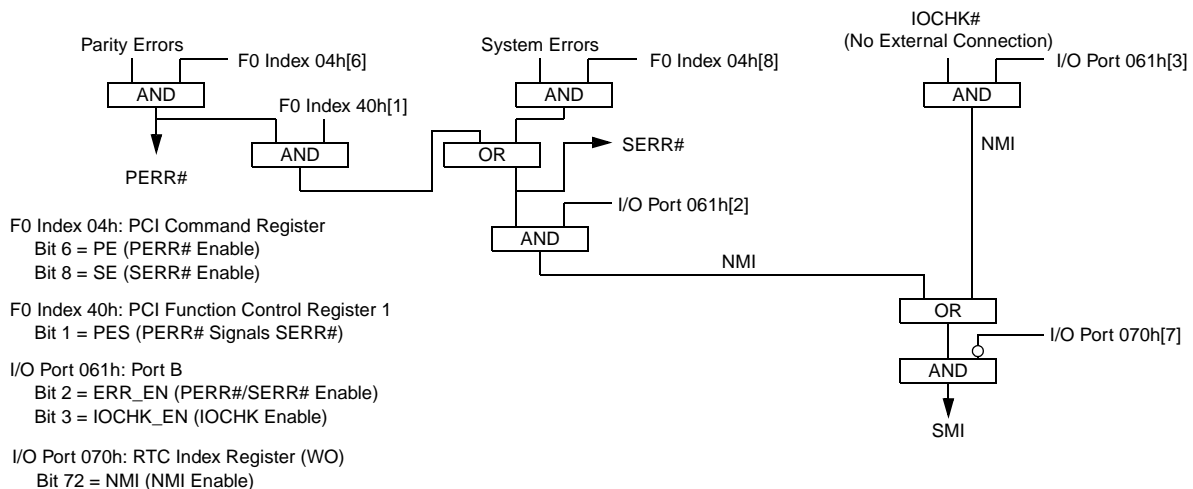 IOCHK#
(No External Connection)
Parity Errors
System Errors
F0 Index 04h[6]
F0 Index 04h[8]
I/O Port 061h[3]
AND
AND
AND
F0 Index 40h[1]
AND
OR
SERR#
NMI
PERR#
I/O Port 061h[2]
AND
NMI
F0 Index 04h: PCI Command Register
Bit 6 = PE (PERR# Enable)
Bit 8 = SE (SERR# Enable)
F0 Index 40h: PCI Function Control Register 1
Bit 1 = PES (PERR# Signals SERR#)
OR
I/O Port 070h[7]
AND
SMI
I/O Port 061h: Port B
Bit 2 = ERR_EN (PERR#/SERR# Enable)
Bit 3 = IOCHK_EN (IOCHK Enable)
I/O Port 070h: RTC Index Register (WO)
Bit 72 = NMI (NMI Enable)